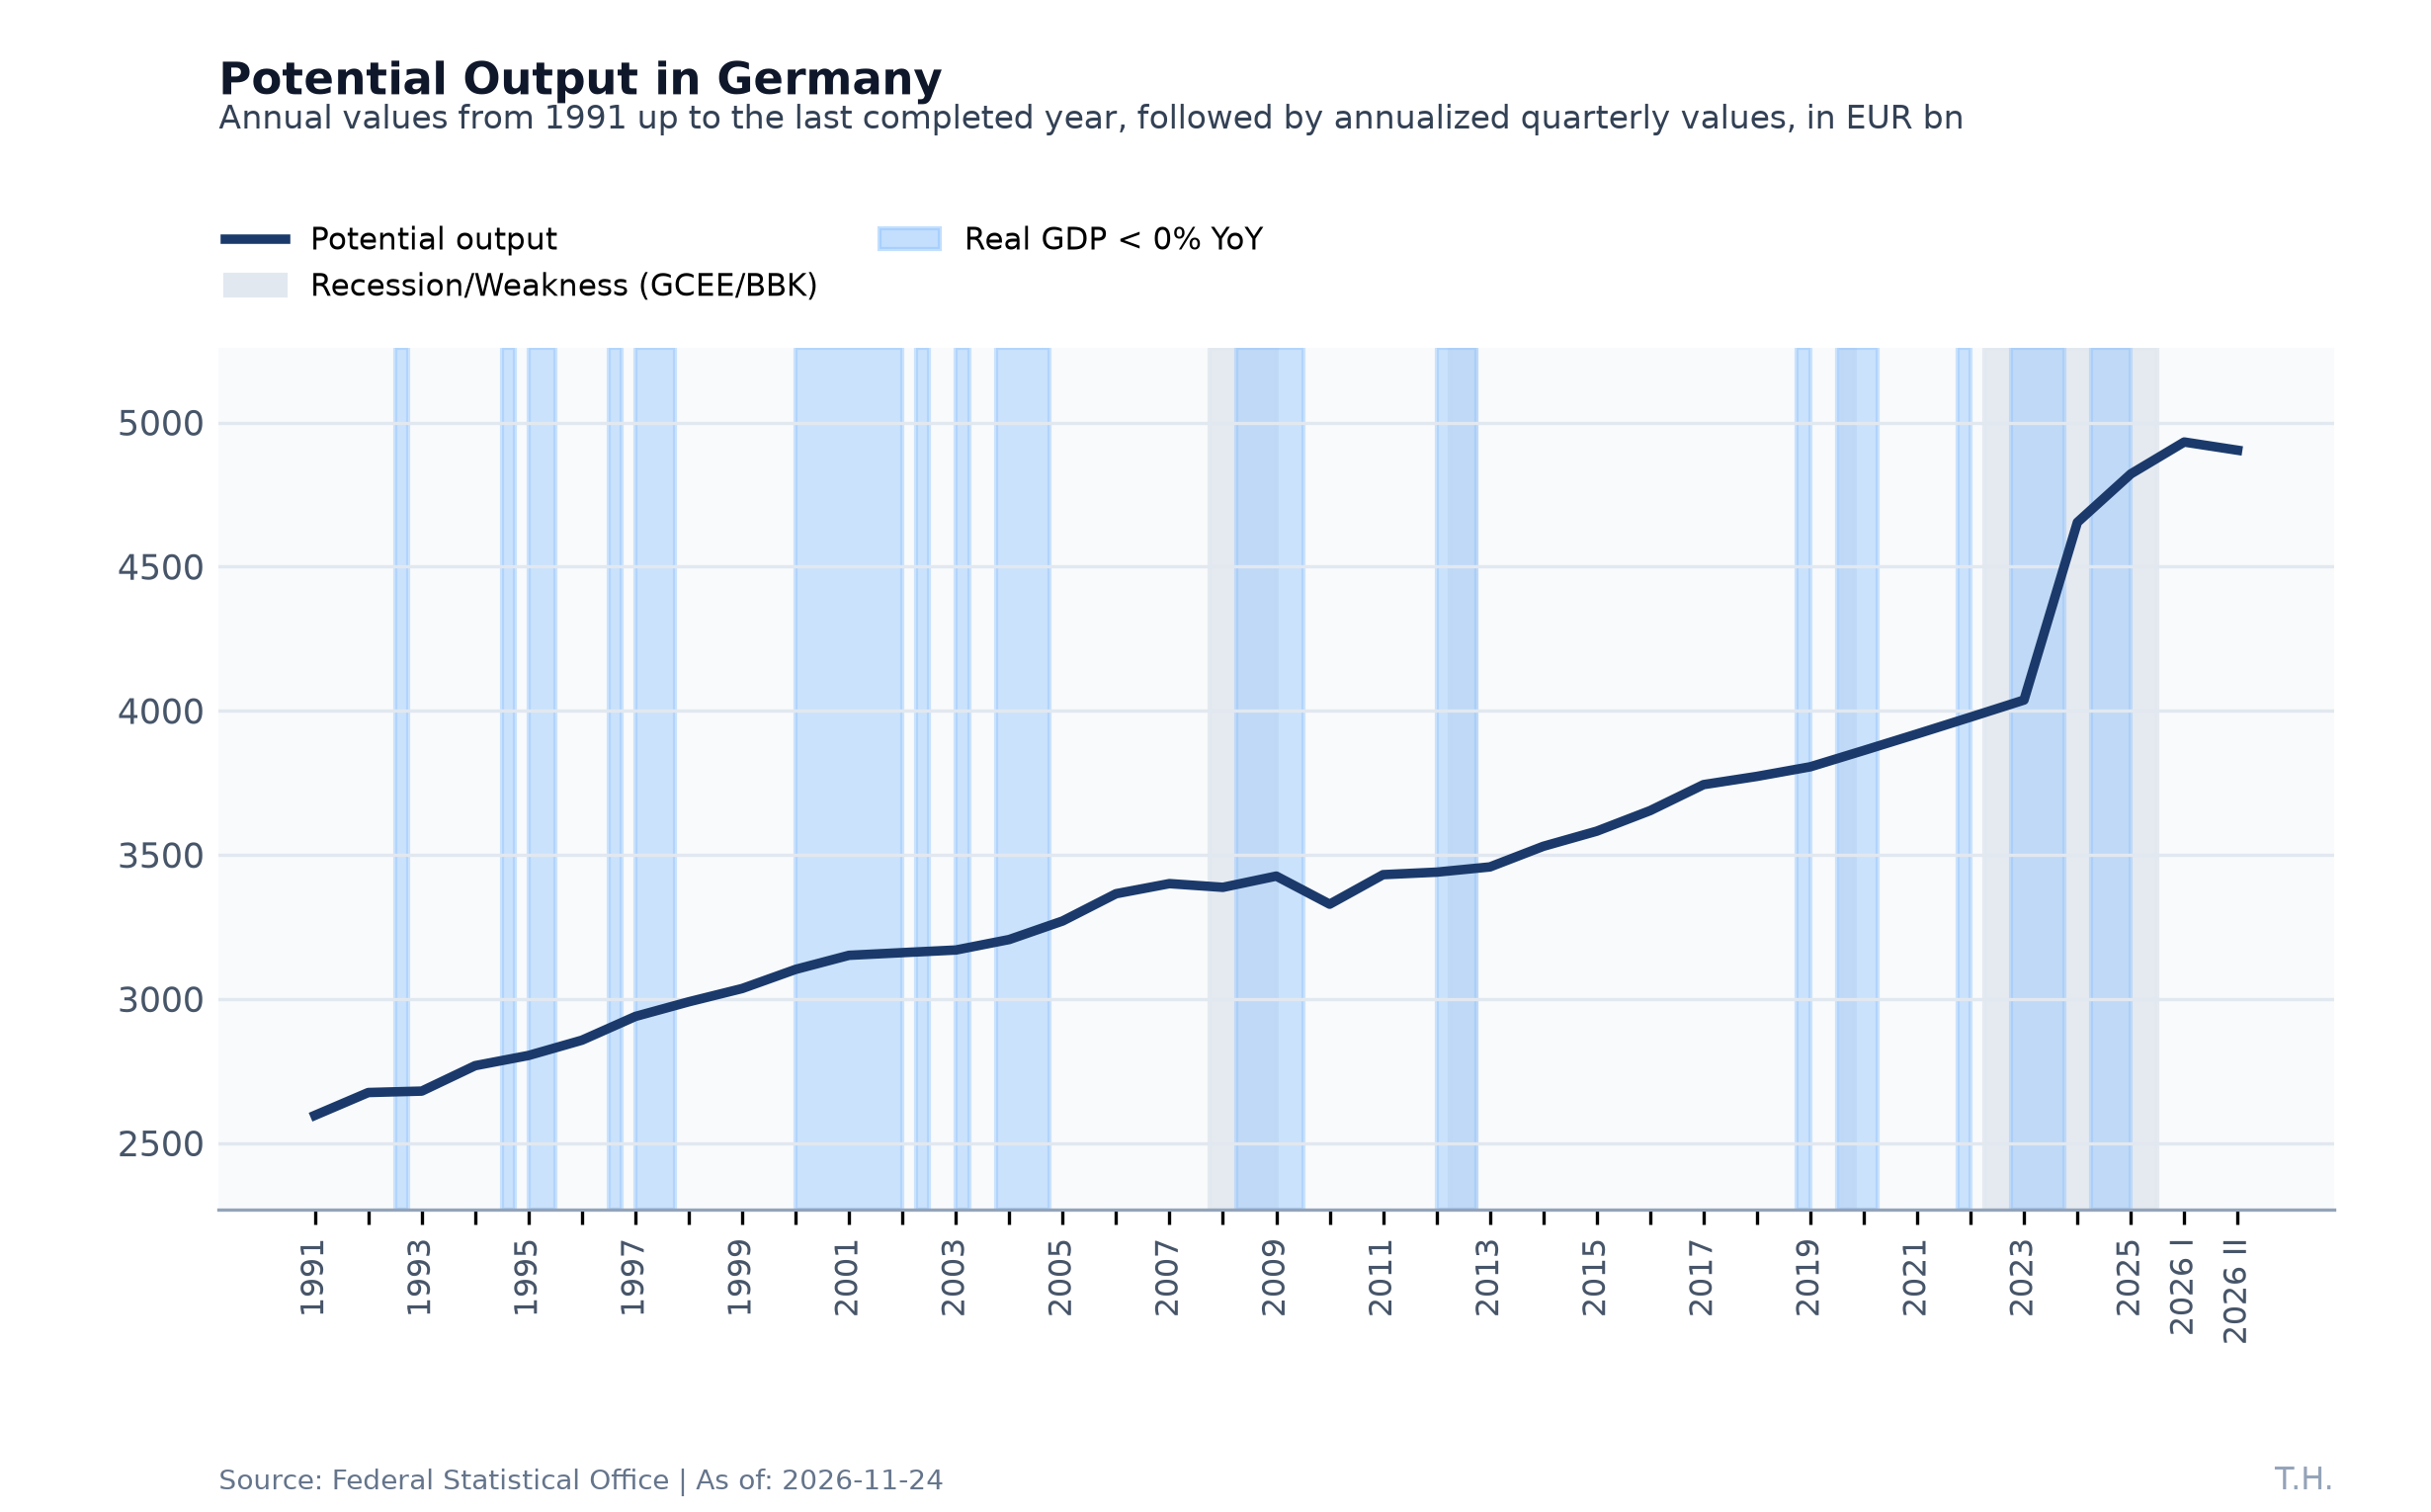 Potential Output in Germany
Annual values from 1991 up to the last completed year, followed by annualized quarterly values, in EUR bn
Potential output
Real GDP < 0% YoY
Recession/Weakness (GCEE/BBK)
5000
4500
4000
3500
3000
2500
1991
1993
1995
1997
1999
2001
2003
2005
2007
2009
2011
2013
2015
2017
2019
2021
2023
2025
2026 I
2026 II
Source: Federal Statistical Office | As of: 2026-11-24
T.H.